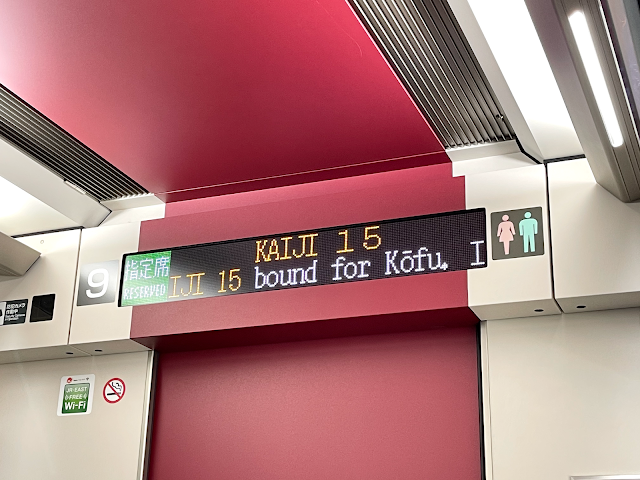 KAIJI 15
指定席
RESERVED
IJI 15 bound for Kōfu. I
9
JR-EAST
FREE
Wi-Fi